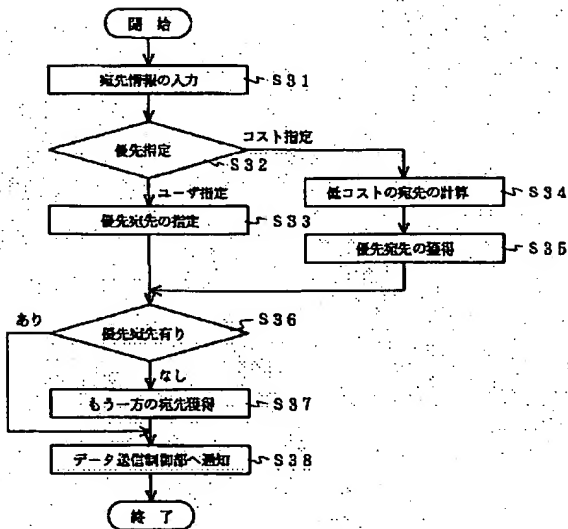 開 始
宛先情報の入力
S31
優先指定
コスト指定
S32
ユーザ指定
優先宛先の指定
S33
低コストの宛先の計算
S34
優先宛先の獲得
S35
あり
優先宛先有り
S36
なし
もう一方の宛先獲得
S37
データ送信制御部へ通知
S38
終 了